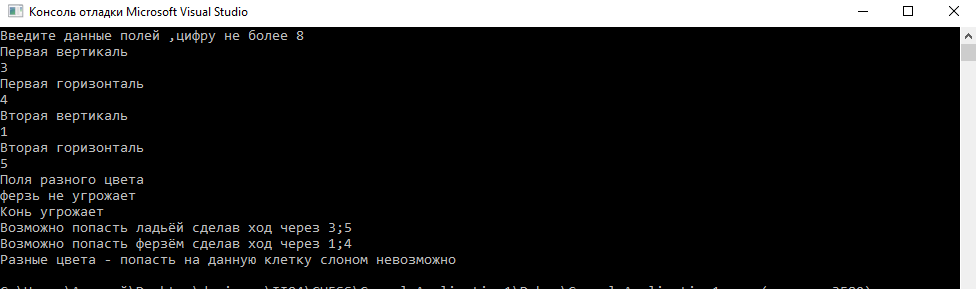 Консоль отладки Microsoft Visual Studio
Введите данные полей ,цифру не более 8
Первая вертикаль
3
Первая горизонталь
4
Вторая вертикаль
1
Вторая горизонталь
5
Поля разного цвета
ферзь не угрожает
Конь угрожает
Возможно попасть ладьёй сделав ход через 3;5
Возможно попасть ферзём сделав ход через 1;4
Разные цвета - попасть на данную клетку слоном невозможно